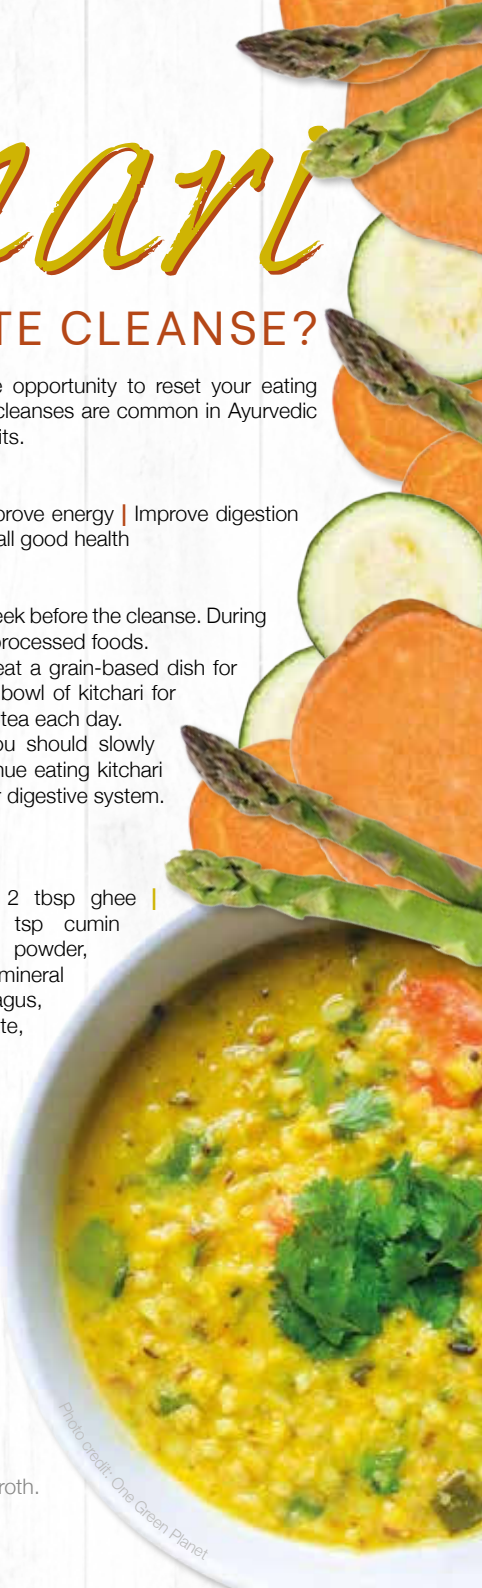 ari
TE CLEANSE?
opportunity to reset your eating
cleanses are common in Ayurvedic
its.
prove energy | Improve digestion
all good health
eek before the cleanse. During
processed foods.
eat a grain-based dish for
bowl of kitchari for
tea each day.
ou should slowly
nue eating kitchari
digestive system.
2 tbsp ghee |
tsp cumin
powder,
mineral
agus,
te,
roth.
Photo credit: One Green Planet